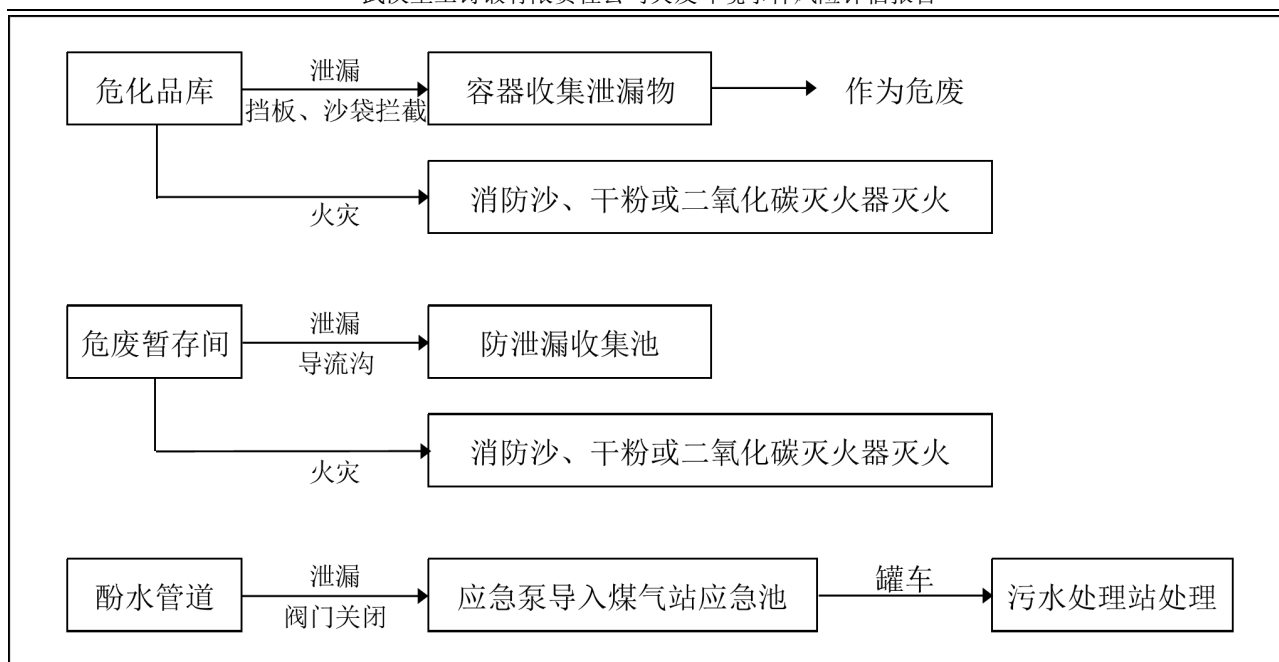 危化品库
泄漏
挡板、沙袋拦截
容器收集泄漏物
作为危废
火灾
消防沙、干粉或二氧化碳灭火器灭火
危废暂存间
泄漏
导流沟
防泄漏收集池
火灾
消防沙、干粉或二氧化碳灭火器灭火
酚水管道
泄漏
阀门关闭
应急泵导入煤气站应急池
罐车
污水处理站处理